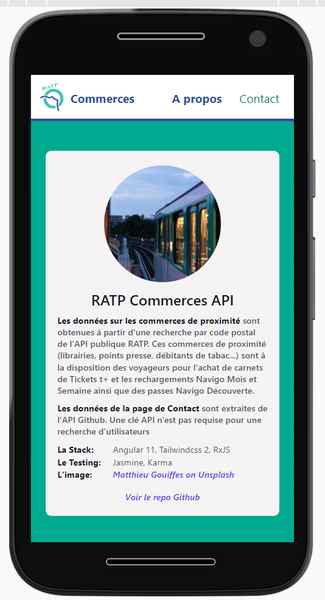 RATP
Commerces A propos Contact
RATP Commerces API
Les données sur les commerces de proximité sont
obtenues à partir d'une recherche par code postal
de l'API publique RATP. Ces commerces de proximité
(librairies, points presse, débitants de tabac...) sont à
la disposition des voyageurs pour l'achat de carnets
de Tickets t+ et les rechargements Navigo Mois et
Semaine ainsi que des passes Navigo Découverte.
Les données de la page de Contact sont extraites de
l'API Github. Une clé API n'est pas requise pour une
recherche d'utilisateurs
La Stack: Angular 11, Tailwindcss 2, RxJS
Le Testing: Jasmine, Karma
L'image: Matthieu Gouiffes on Unsplash
Voir le repo Github